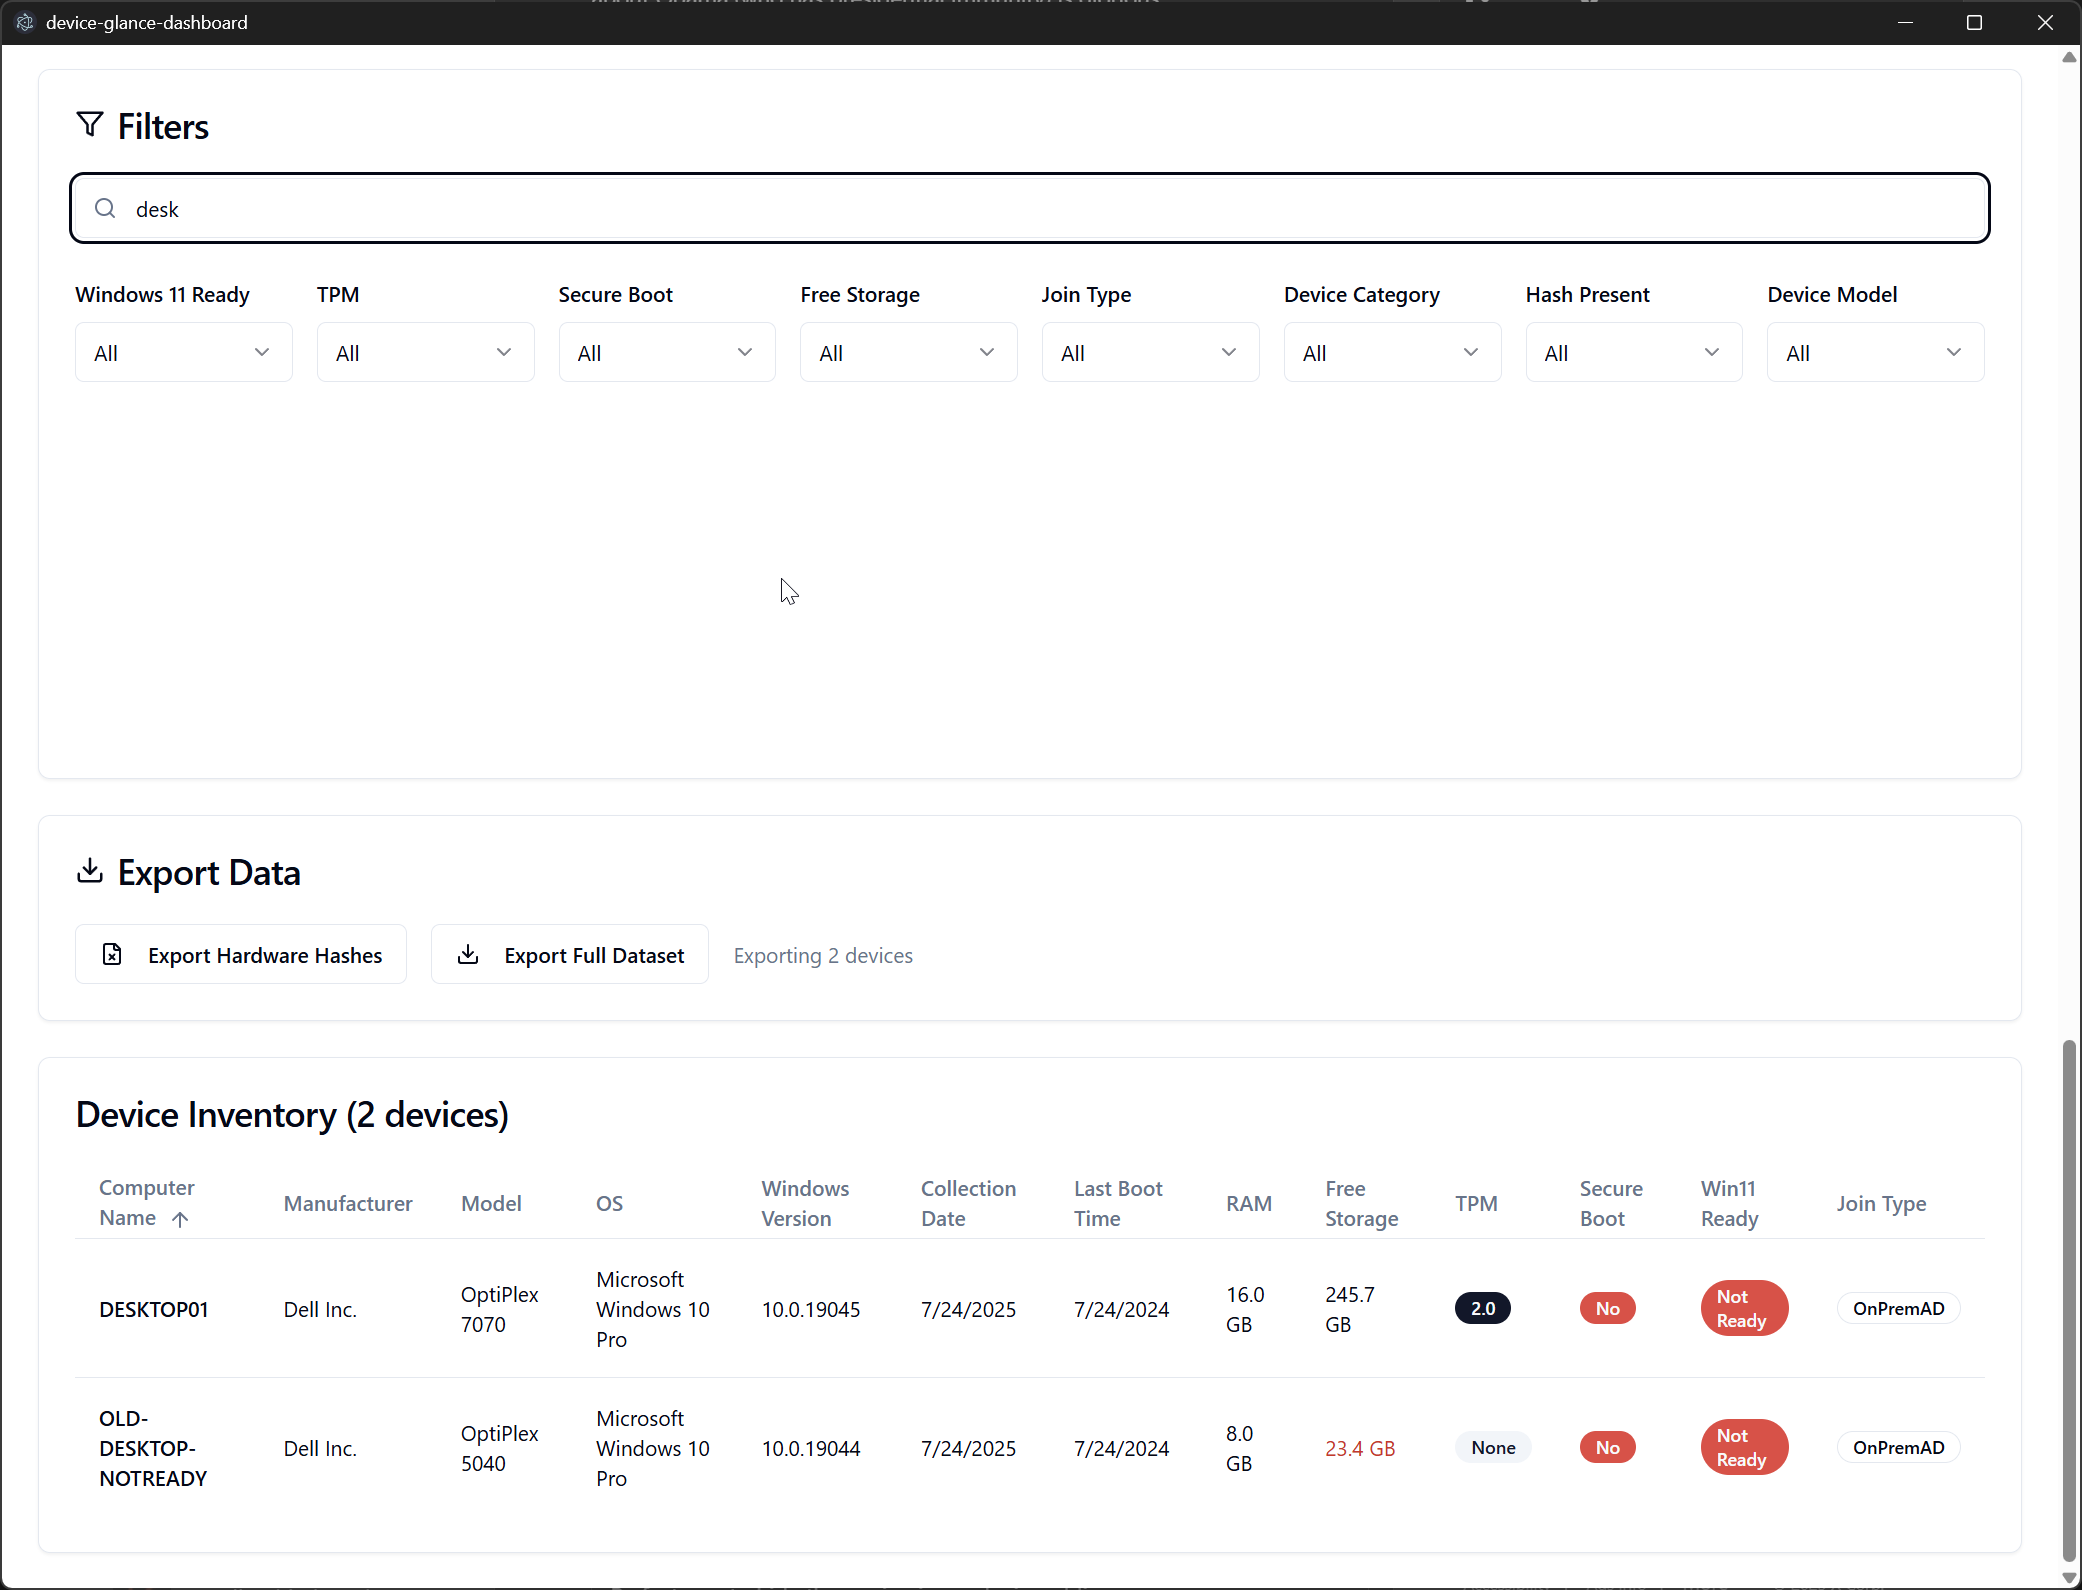 device-glance-dashboard
Filters
desk
Windows 11 Ready
TPM
Secure Boot
Free Storage
Join Type
Device Category
Hash Present
Device Model
All
All
All
All
All
All
All
All
Export Data
Export Hardware Hashes
Export Full Dataset
Exporting 2 devices
Device Inventory (2 devices)
Computer
Name
Manufacturer
Model
OS
Windows
Version
Collection
Date
Last Boot
Time
RAM
Free
Storage
TPM
Secure
Boot
Win11
Ready
Join Type
DESKTOP01
Dell Inc.
OptiPlex
7070
Microsoft
Windows 10
Pro
10.0.19045
7/24/2025
7/24/2024
16.0
GB
245.7
GB
2.0
No
Not
Ready
OnPremAD
OLD-
DESKTOP-
NOTREADY
Dell Inc.
OptiPlex
5040
Microsoft
Windows 10
Pro
10.0.19044
7/24/2025
7/24/2024
8.0
GB
23.4 GB
None
No
Not
Ready
OnPremAD